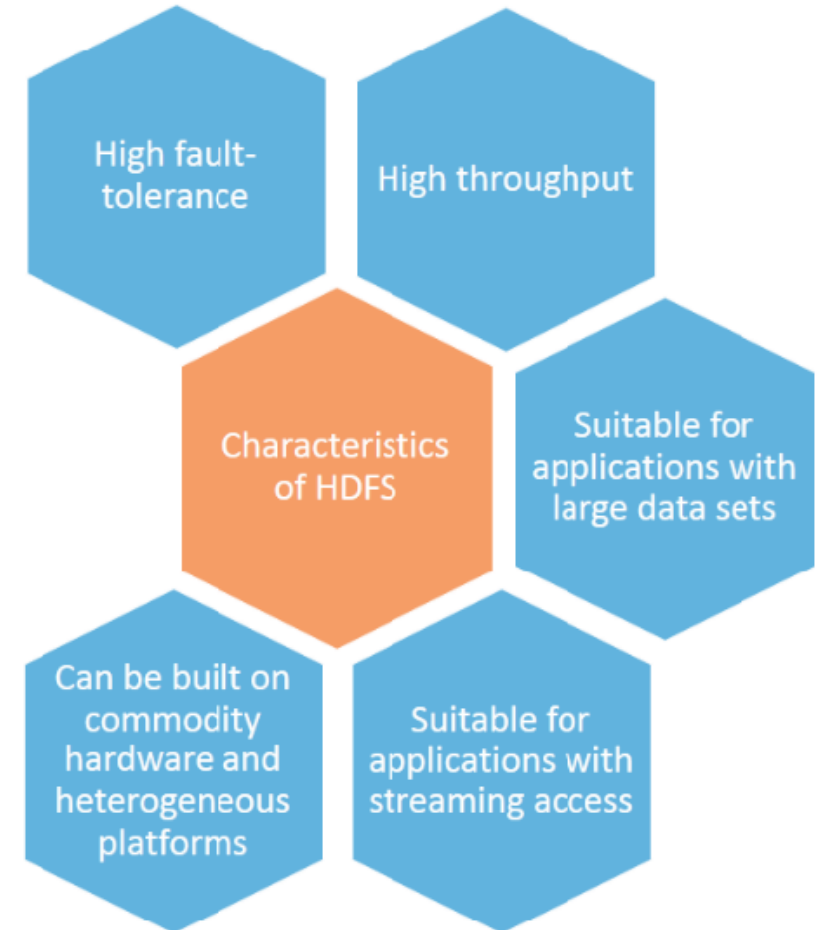 High fault-
tolerance
High throughput
Characteristics
of HDFS
Suitable for
applications with
large data sets
Can be built on
commodity
hardware and
heterogeneous
platforms
Suitable for
applications with
streaming access